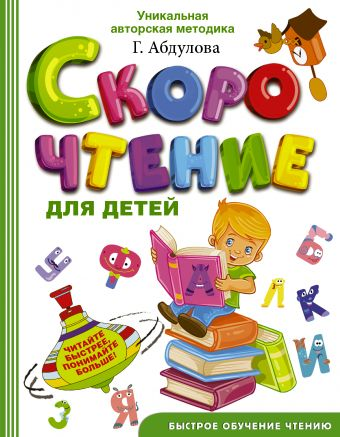 Уникальная
авторская методика
Г. Абдулова
СКОРО
ЧТЕНИЕ
ДЛЯ ДЕТЕЙ
Ц Ф А Л К И
ЧИТАЙТЕ
БЫСТРЕЕ,
ПОНИМАЙТЕ
БОЛЬШЕ!
З Я
БЫСТРОЕ ОБУЧЕНИЕ ЧТЕНИЮ